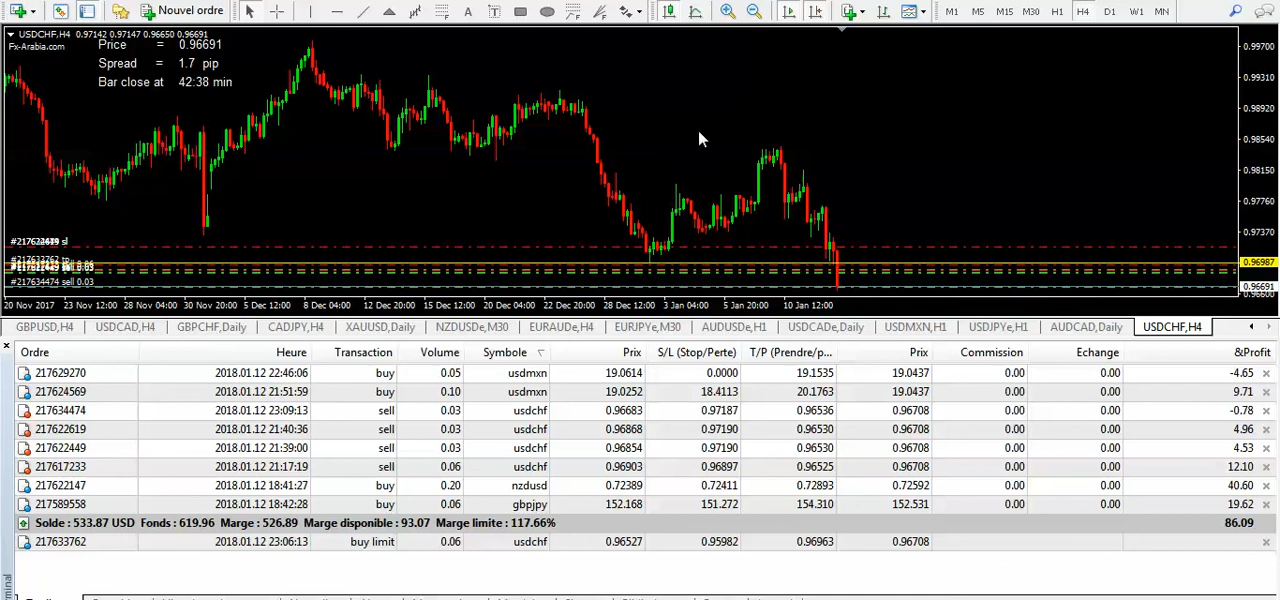 Nouvel ordre M1 M5 M15 M30 H1 H4 D1 W1 MN
USDCHF,H4 0.97142 0.97147 0.96650 0.96691
Fx-Arabia.com
Price = 0.96691
Spread = 1.7 pip
Bar close at 42:38 min
0.99700
0.99310
0.98920
0.98540
0.98150
0.97760
0.97370
0.96987
0.96691
0.96600
#217633762 tp
#217634474 sell 0.03
20 Nov 2017 23 Nov 12:00 28 Nov 04:00 30 Nov 20:00 5 Dec 12:00 8 Dec 04:00 12 Dec 20:00 15 Dec 12:00 20 Dec 04:00 22 Dec 20:00 28 Dec 12:00 3 Jan 04:00 5 Jan 20:00 10 Jan 12:00
GBPUSD,H4 USDCAD,H4 GBPCHF,Daily CADJPY,H4 XAUUSD,Daily NZDUSDe,M30 EURAUDe,H4 EURJPYe,M30 AUDUSDe,H1 USDCADe,Daily USDMXN,H1 USDJPYe,H1 AUDCAD,Daily USDCHF,H4
Ordre Heure Transaction Volume Symbole Prix S/L (Stop/Perte) T/P (Prendre/p... Prix Commission Echange &Profit
217629270 2018.01.12 22:46:06 buy 0.05 usdmxn 19.0614 0.0000 19.1535 19.0437 0.00 0.00 -4.65
217624569 2018.01.12 21:51:59 buy 0.10 usdmxn 19.0252 18.4113 20.1763 19.0437 0.00 0.00 9.71
217634474 2018.01.12 23:09:13 sell 0.03 usdchf 0.96683 0.97187 0.96536 0.96708 0.00 0.00 -0.78
217622619 2018.01.12 21:40:36 sell 0.03 usdchf 0.96868 0.97190 0.96530 0.96708 0.00 0.00 4.96
217622449 2018.01.12 21:39:00 sell 0.03 usdchf 0.96854 0.97190 0.96530 0.96708 0.00 0.00 4.53
217617233 2018.01.12 21:17:19 sell 0.06 usdchf 0.96903 0.96897 0.96525 0.96708 0.00 0.00 12.10
217622147 2018.01.12 18:41:27 buy 0.20 nzdusd 0.72389 0.72411 0.72893 0.72592 0.00 0.00 40.60
217589558 2018.01.12 18:42:28 buy 0.06 gbpjpy 152.168 151.272 154.310 152.531 0.00 0.00 19.62
Solde : 533.87 USD Fonds : 619.96 Marge : 526.89 Marge disponible : 93.07 Marge limite : 117.66% 86.09
217633762 2018.01.12 23:06:13 buy limit 0.06 usdchf 0.96527 0.95982 0.96963 0.96708